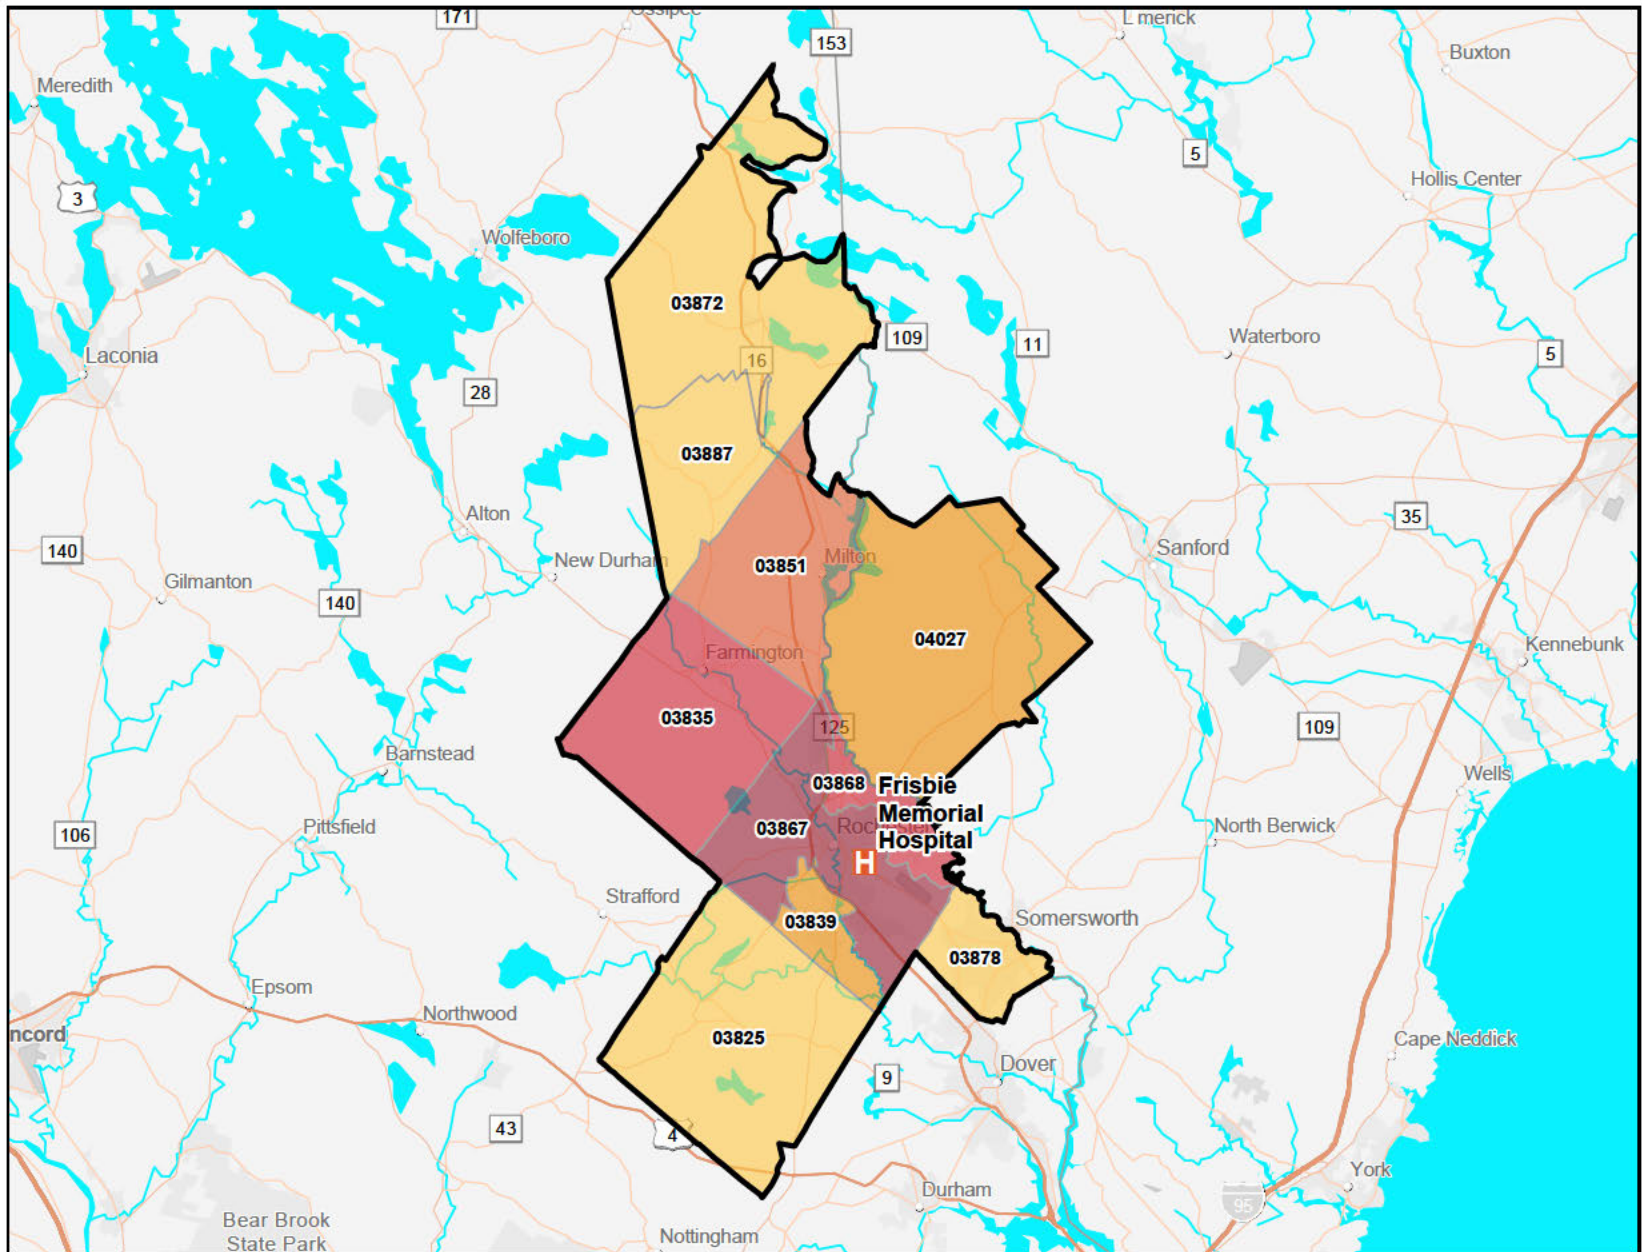 171
Ossipee
153
L merick
Buxton
Meredith
5
Hollis Center
3
Wolfeboro
03872
109
11
Waterboro
5
Laconia
16
28
03887
Alton
35
140
New Durham
03851
Milton
Sanford
Gilmanton
140
04027
Kennebunk
Farmington
03835
125
109
Barnstead
03868
Frisbie
Memorial
Hospital
Wells
106
Pittsfield
03867
Rochester
North Berwick
H
Strafford
03839
Somersworth
03878
Epsom
Northwood
ncord
03825
Cape Neddick
Dover
9
43
4
York
Durham
95
Bear Brook
State Park
Nottingham